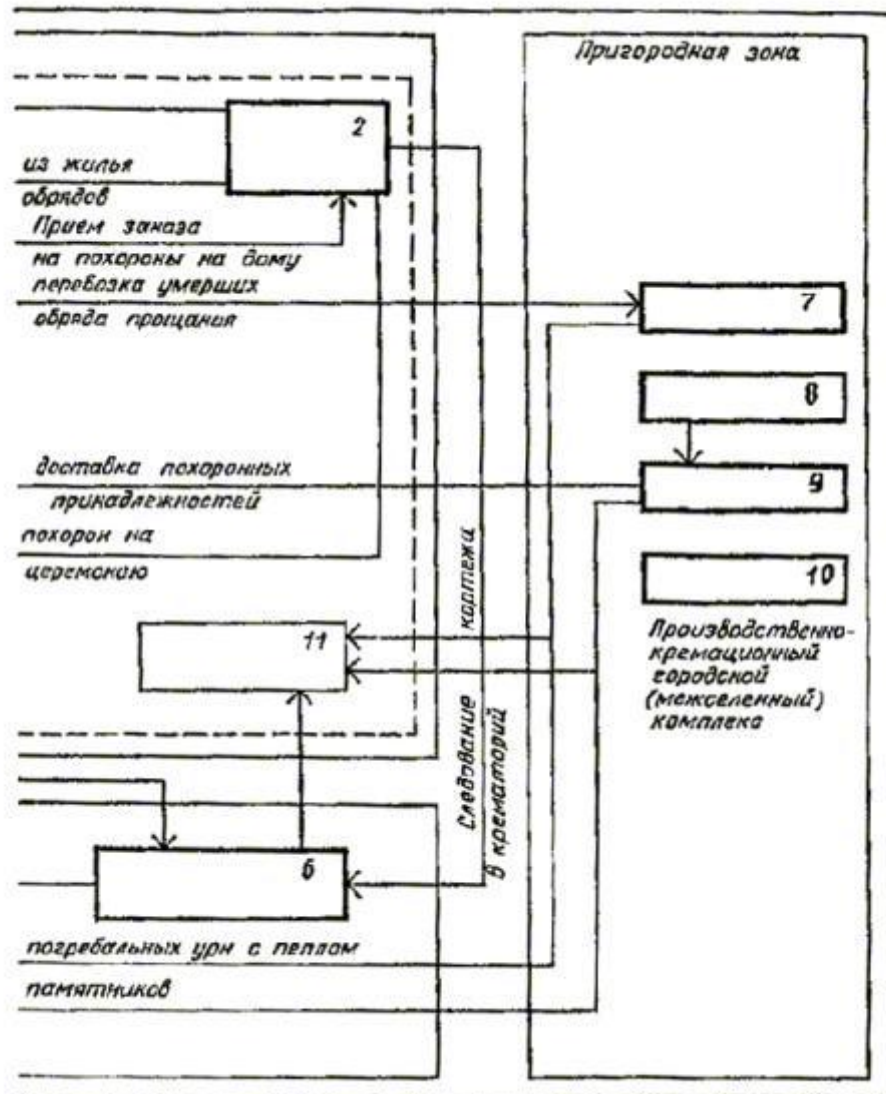 Пригородная зона
2
из жилья
обрядов
Прием заказа
на похороны на дому
перевозка умерших
обряда прощания
7
8
доставка похоронных
принадлежностей
9
похорон на
церемонию
10
Производственно-
кремационный
городской
(межселенный)
комплекс
11
Следование кортежа
в крематорий
6
погребальных урн с пеплом
памятников